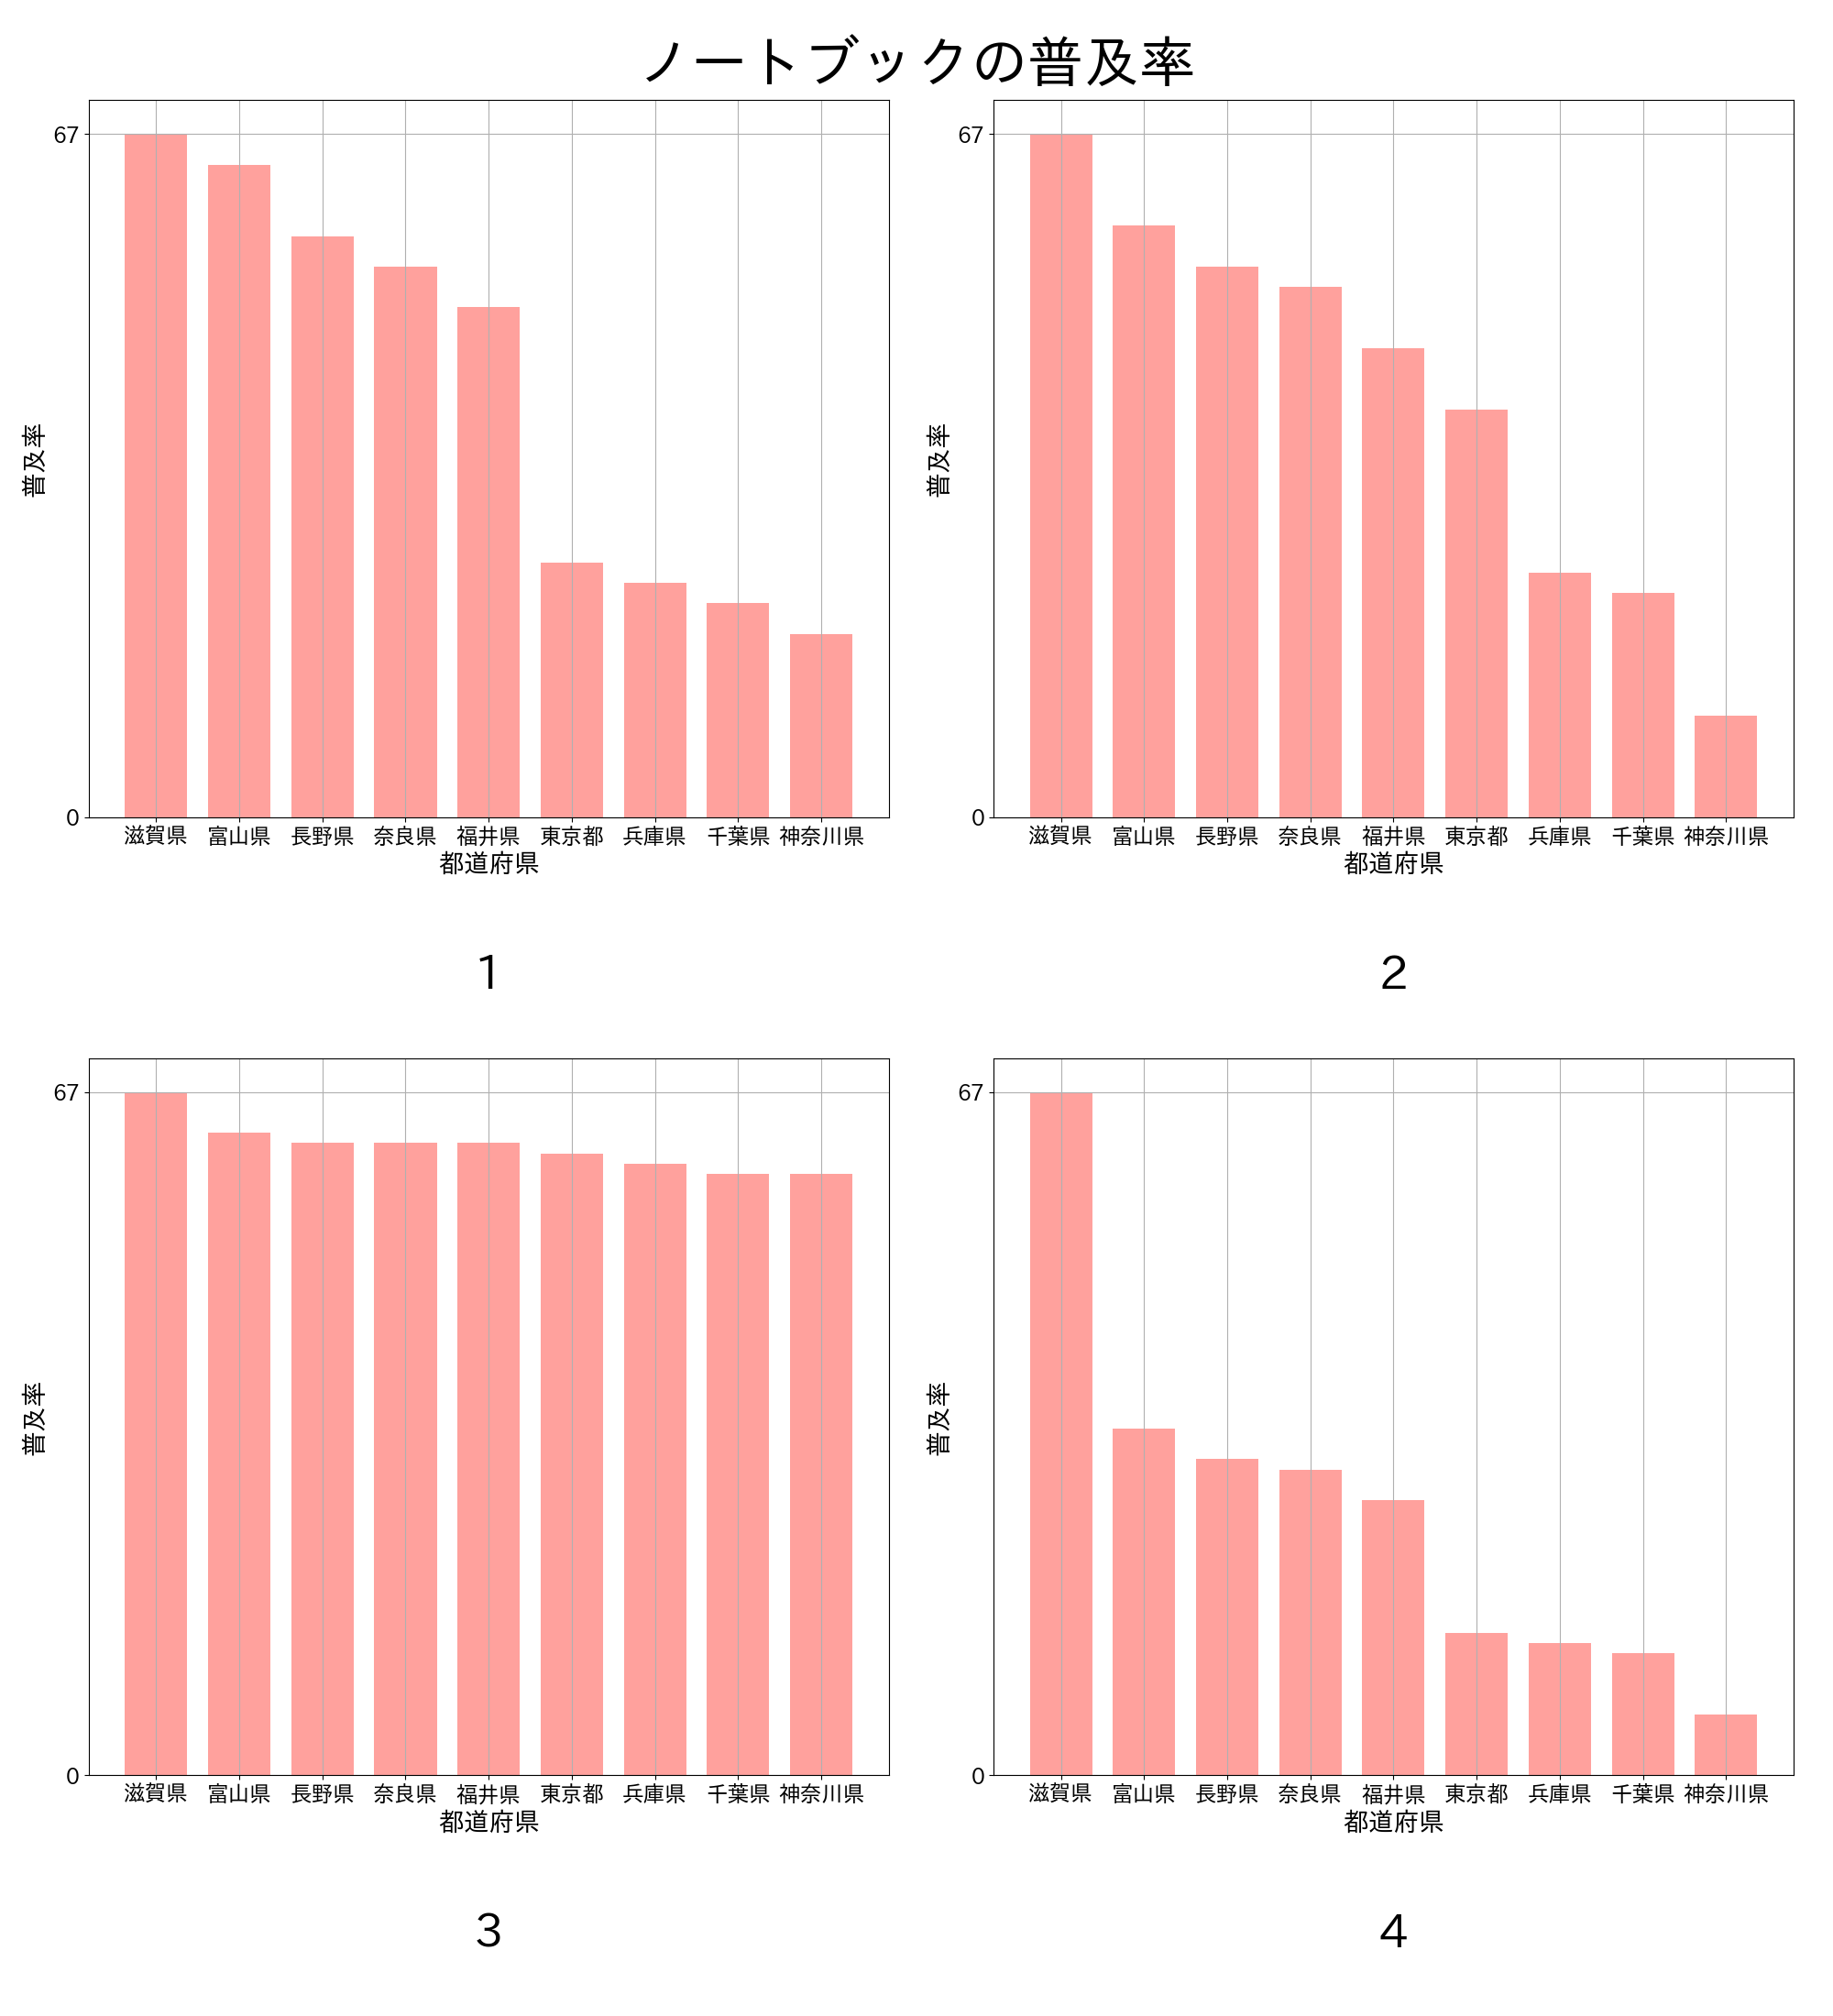 ノートブックの普及率
67
0
普及率
滋賀県 富山県 長野県 奈良県 福井県 東京都 兵庫県 千葉県 神奈川県
都道府県
1
67
0
普及率
滋賀県 富山県 長野県 奈良県 福井県 東京都 兵庫県 千葉県 神奈川県
都道府県
2
67
0
普及率
滋賀県 富山県 長野県 奈良県 福井県 東京都 兵庫県 千葉県 神奈川県
都道府県
3
67
0
普及率
滋賀県 富山県 長野県 奈良県 福井県 東京都 兵庫県 千葉県 神奈川県
都道府県
4